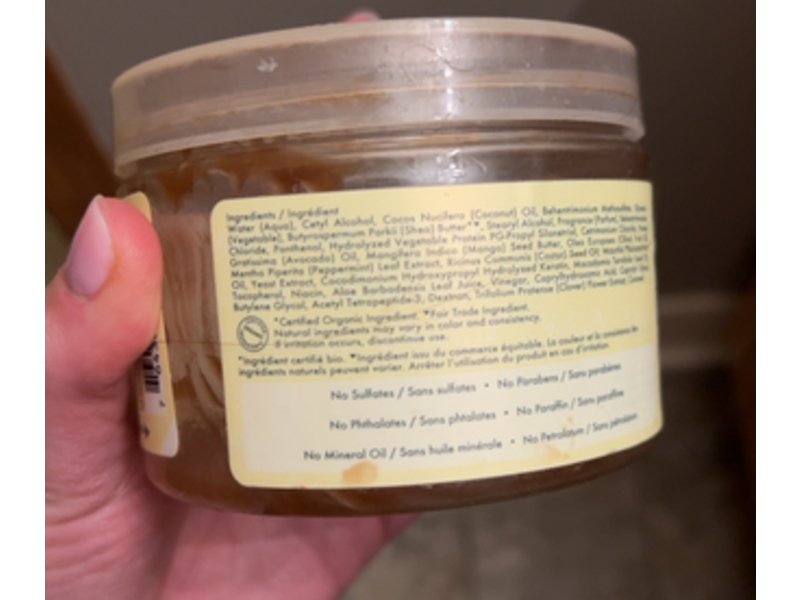 Ingredients / Ingrédient
Water (Aqua), Cetyl Alcohol, Cocos Nucifera (Coconut) Oil, Behentrimonium Methosulfate,
(Vegetable), Butyrospermum Parkii (Shea) Butter*♥, Stearyl Alcohol, Fragrance (Parfum),
Chloride, Panthenol, Hydrolyzed Vegetable Protein PG-Propyl Silanetriol, Cetrimonium Chloride,
Gratissima (Avocado) Oil, Mangifera Indica (Mango) Seed Butter, Olea Europaea (Olive)
Mentha Piperita (Peppermint) Leaf Extract, Ricinus Communis (Castor) Seed Oil,
Oil, Yeast Extract, Cocodimonium Hydroxypropyl Hydrolyzed Keratin, Macadamia Ternifolia Seed
Tocopherol, Niacin, Aloe Barbadensis Leaf Juice, Vinegar, Caprylhydroxamic Acid, Caprylyl
Butylene Glycol, Acetyl Tetrapeptide-3, Dextran, Trifolium Pratense (Clover) Flower Extract,
*Certified Organic Ingredient. ♥Fair Trade Ingredient.
Natural ingredients may vary in color and consistency.
If irritation occurs, discontinue use.
*Ingrédient certifié bio. ♥Ingrédient issu du commerce équitable. La couleur et la consistance des
ingrédients naturels peuvent varier. Arrêter l'utilisation du produit en cas d'irritation.
No Sulfates / Sans sulfates • No Parabens / Sans parabènes
No Phthalates / Sans phtalates • No Paraffin / Sans paraffine
No Mineral Oil / Sans huile minérale • No Petrolatum / Sans pétrolatum